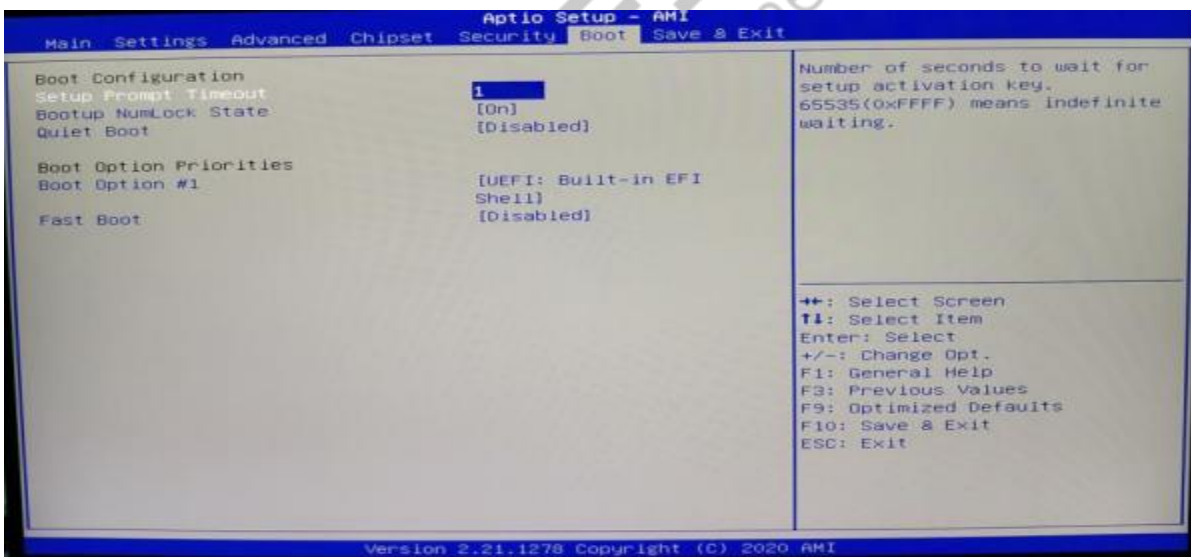 Aptio Setup - AMI
Main Settings Advanced Chipset Security Boot Save & Exit
Boot Configuration
Setup Prompt Timeout 1
Bootup NumLock State [On]
Quiet Boot [Disabled]
Boot Option Priorities
Boot Option #1 [UEFI: Built-in EFI
Shell]
Fast Boot [Disabled]
Number of seconds to wait for
setup activation key.
65535(0xFFFF) means indefinite
waiting.
→←: Select Screen
↑↓: Select Item
Enter: Select
+/-: Change Opt.
F1: General Help
F3: Previous Values
F9: Optimized Defaults
F10: Save & Exit
ESC: Exit
Version 2.21.1278 Copyright (C) 2020 AMI